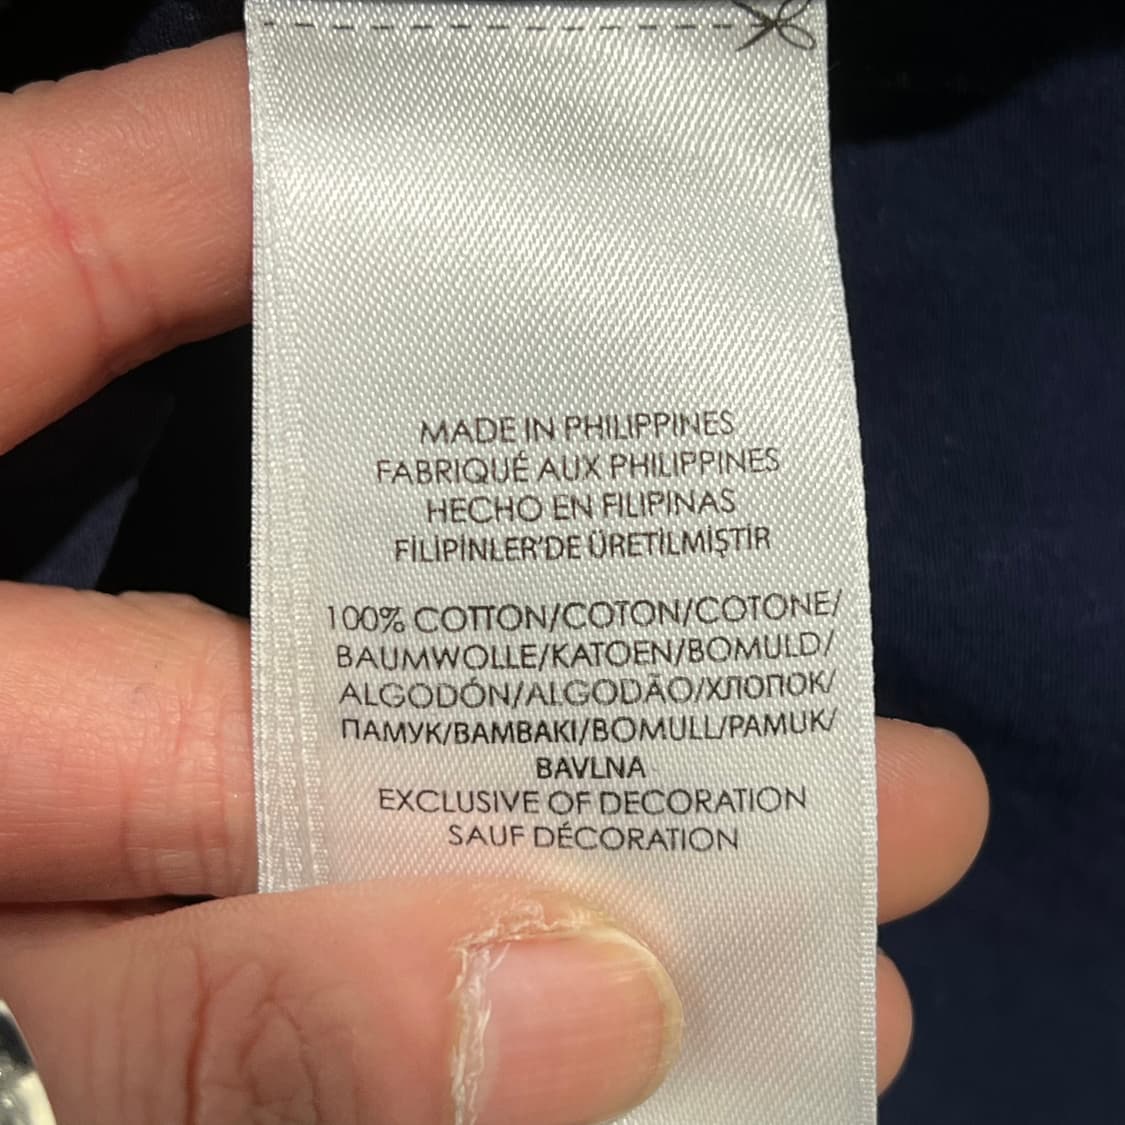 MADE IN PHILIPPINES
FABRIQUÉ AUX PHILIPPINES
HECHO EN FILIPINAS
FİLİPİNLER'DE ÜRETİLMİŞTİR
100% COTTON/COTON/COTONE/
BAUMWOLLE/KATOEN/BOMULD/
ALGODÓN/ALGODÃO/ХЛОПОК/
ПАМУК/ΒΑΜΒΑΚΙ/BOMULL/PAMUK/
BAVLNA
EXCLUSIVE OF DECORATION
SAUF DÉCORATION